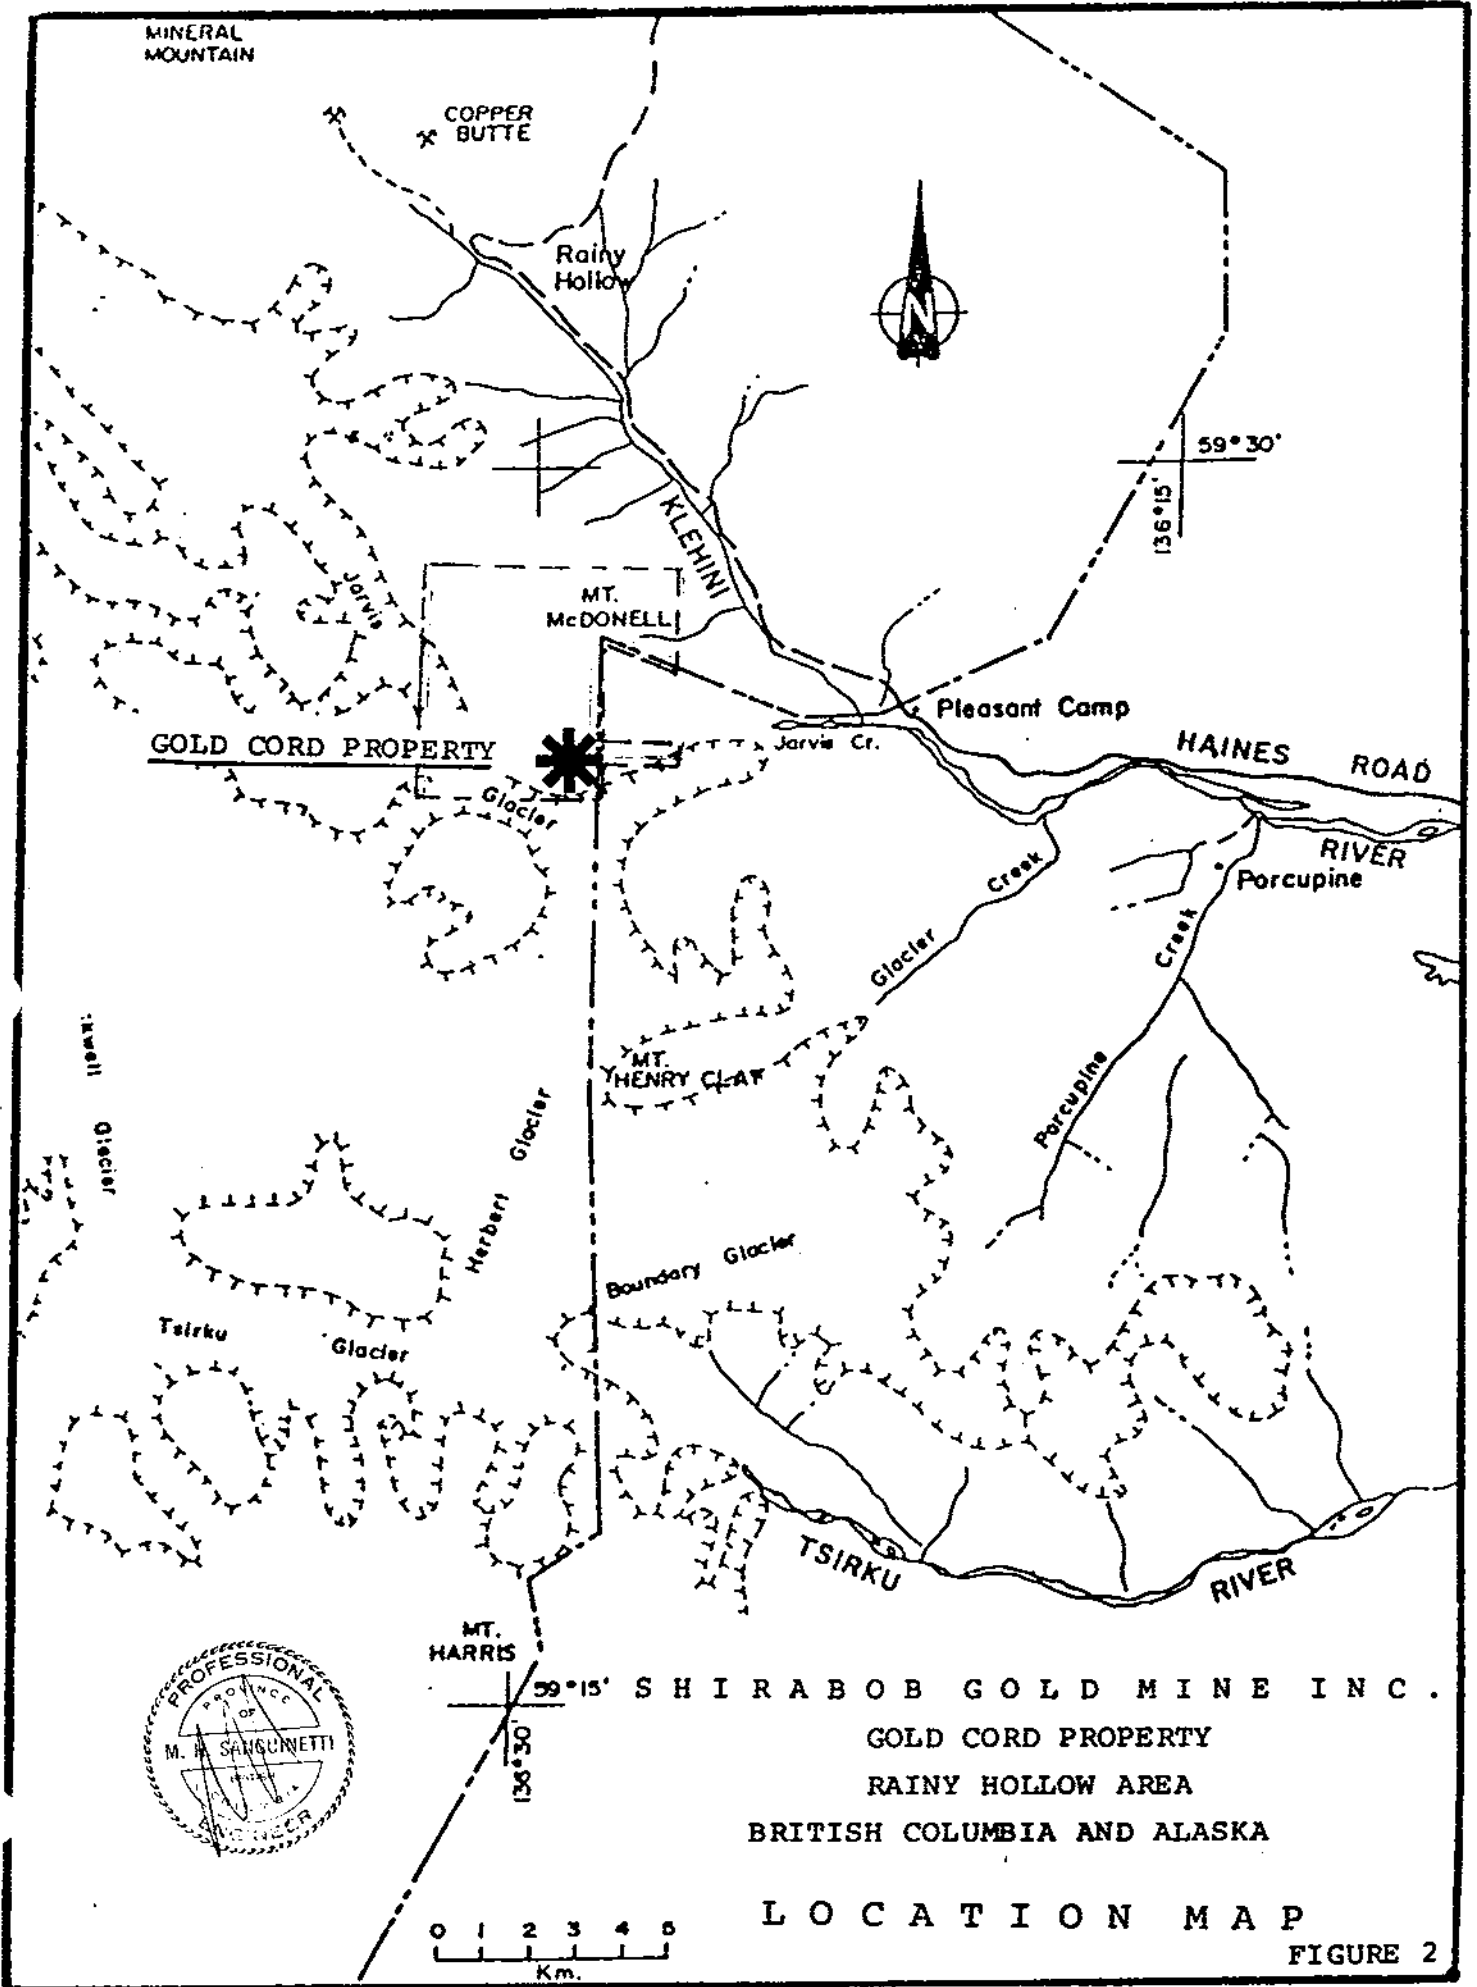 MINERAL
MOUNTAIN
COPPER
BUTTE
Rainy
Hollow
N
59°30'
136°15'
KLEHINI
Jarvis
MT.
McDONELL
Pleasant Camp
GOLD CORD PROPERTY
Jarvis Cr.
HAINES ROAD
Glacier
RIVER
Porcupine
Glacier Creek
Porcupine Creek
MT.
HENRY CLAY
Glacier
Herbert Glacier
Boundary Glacier
Tsirku Glacier
TSIRKU RIVER
MT.
HARRIS
59°15'
136°30'
SHIRABOB GOLD MINE INC.
GOLD CORD PROPERTY
RAINY HOLLOW AREA
BRITISH COLUMBIA AND ALASKA
PROFESSIONAL
PROVINCE
OF
M. H. SANGUINETTI
ENGINEER
LOCATION MAP
0 1 2 3 4 5
Km.
FIGURE 2